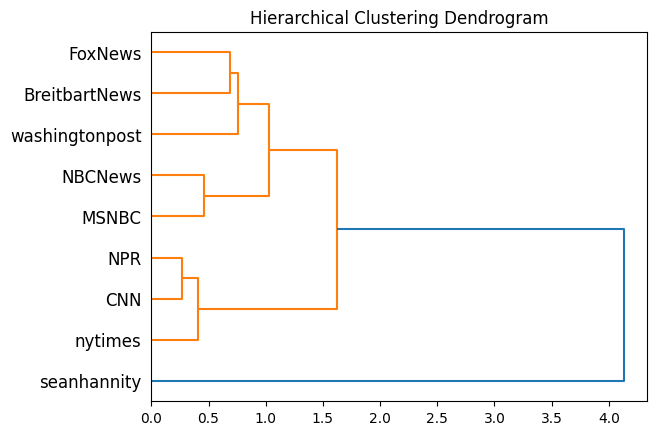 Hierarchical Clustering Dendrogram
FoxNews
BreitbartNews
washingtonpost
NBCNews
MSNBC
NPR
CNN
nytimes
seanhannity
0.0 0.5 1.0 1.5 2.0 2.5 3.0 3.5 4.0